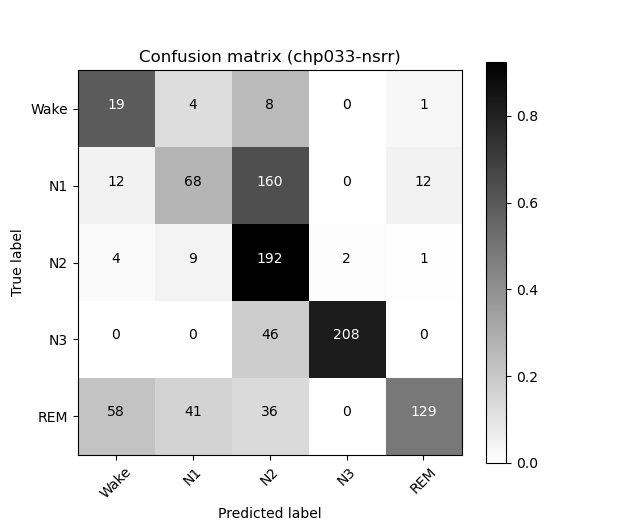 Confusion matrix (chp033-nsrr)
Wake 19 4 8 0 1
N1 12 68 160 0 12
N2 4 9 192 2 1
N3 0 0 46 208 0
REM 58 41 36 0 129
Wake N1 N2 N3 REM
True label
Predicted label
0.8
0.6
0.4
0.2
0.0